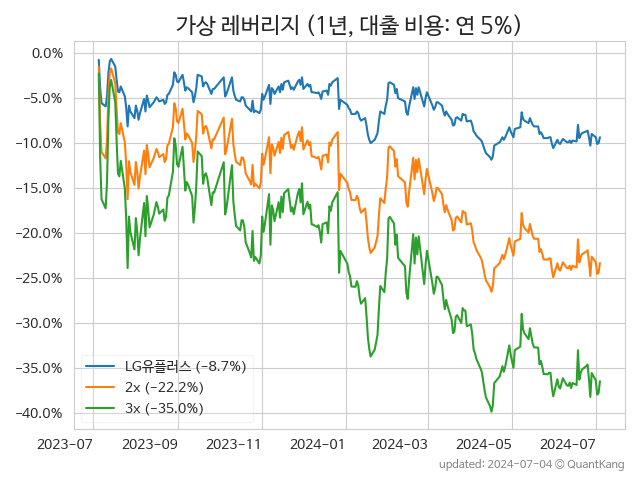 가상 레버리지 (1년, 대출 비용: 연 5%)
0.0%
−5.0%
−10.0%
−15.0%
−20.0%
−25.0%
−30.0%
−35.0%
−40.0%
LG유플러스 (−8.7%)
2x (−22.2%)
3x (−35.0%)
2023-07 2023-09 2023-11 2024-01 2024-03 2024-05 2024-07
updated: 2024-07-04 © QuantKang